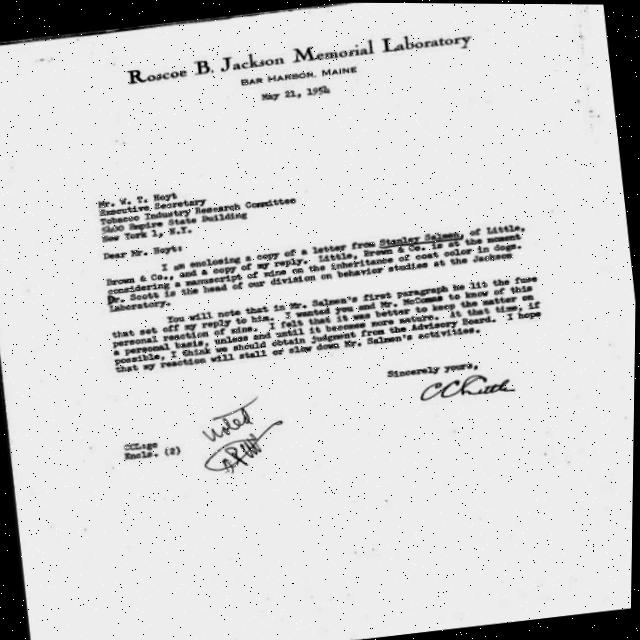 Roscoe B. Jackson Memorial Laboratory
Bar Harbor, Maine
May 21, 1954
Mr. W. T. Hoyt
Executive Secretary
Tobacco Industry Research Committee
5400 Empire State Building
New York 1, N.Y.
Dear Mr. Hoyt:
I am enclosing a copy of a letter from Stanley Salmen, of Little,
Brown & Co., and a copy of my reply. Little, Brown & Co. is at the moment
considering a manuscript of mine on the inheritance of coat color in dogs.
Dr. Scott is the head of our division on behavior studies at the Jackson
Laboratory.
You will note that in Mr. Salmen's first paragraph he lit the fuse
that set off my reply to him. I wanted you and Mr. McComas to know of this
personal reaction of mine. I felt that it was better to keep the matter on
a personal basis, unless and until it becomes more extensive. At that time, if
possible, I think we should obtain judgment from the Advisory Board. I hope
that my reaction will stall or slow down Mr. Salmen's activities.
Sincerely yours,
CCLittle
CCL:ge
Encls. (2)
Noted